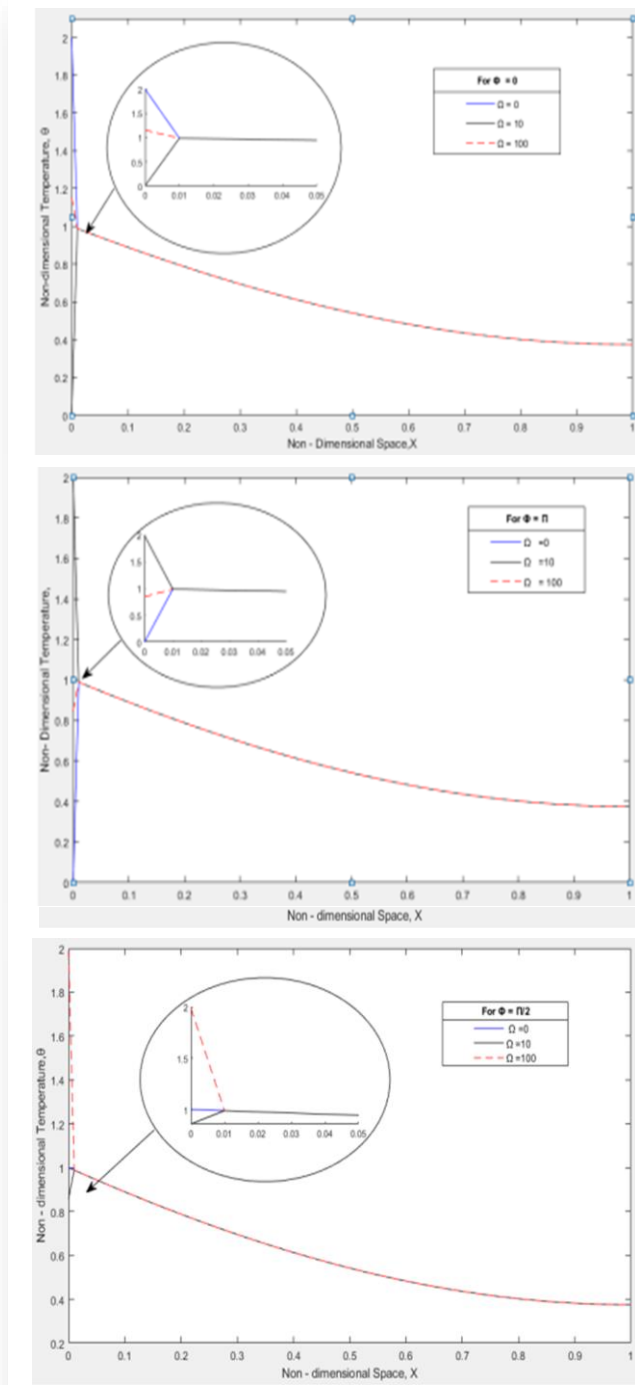 2
1.8
1.6
1.4
1.2
1
0.8
0.6
0.4
0.2
0
Non-dimensional Temperature, θ
2
1.5
1
0.5
0
0 0.01 0.02 0.03 0.04 0.05
For Φ = 0
Ω = 0
Ω = 10
Ω = 100
0 0.1 0.2 0.3 0.4 0.5 0.6 0.7 0.8 0.9 1
Non - Dimensional Space,X
2
1.8
1.6
1.4
1.2
1
0.8
0.6
0.4
0.2
0
Non- Dimensional Temperature,
2
1.5
1
0.5
0
0 0.01 0.02 0.03 0.04 0.05
For Φ = Π
Ω =0
Ω =10
Ω = 100
0 0.1 0.2 0.3 0.4 0.5 0.6 0.7 0.8 0.9 1
Non - dimensional Space, X
2
1.8
1.6
1.4
1.2
1
0.8
0.6
0.4
0.2
Non - dimensional Temperature,θ
2
1.5
1
0 0.01 0.02 0.03 0.04 0.05
For Φ = Π/2
Ω =0
Ω =10
Ω =100
0 0.1 0.2 0.3 0.4 0.5 0.6 0.7 0.8 0.9 1
Non - dimensional Space, X